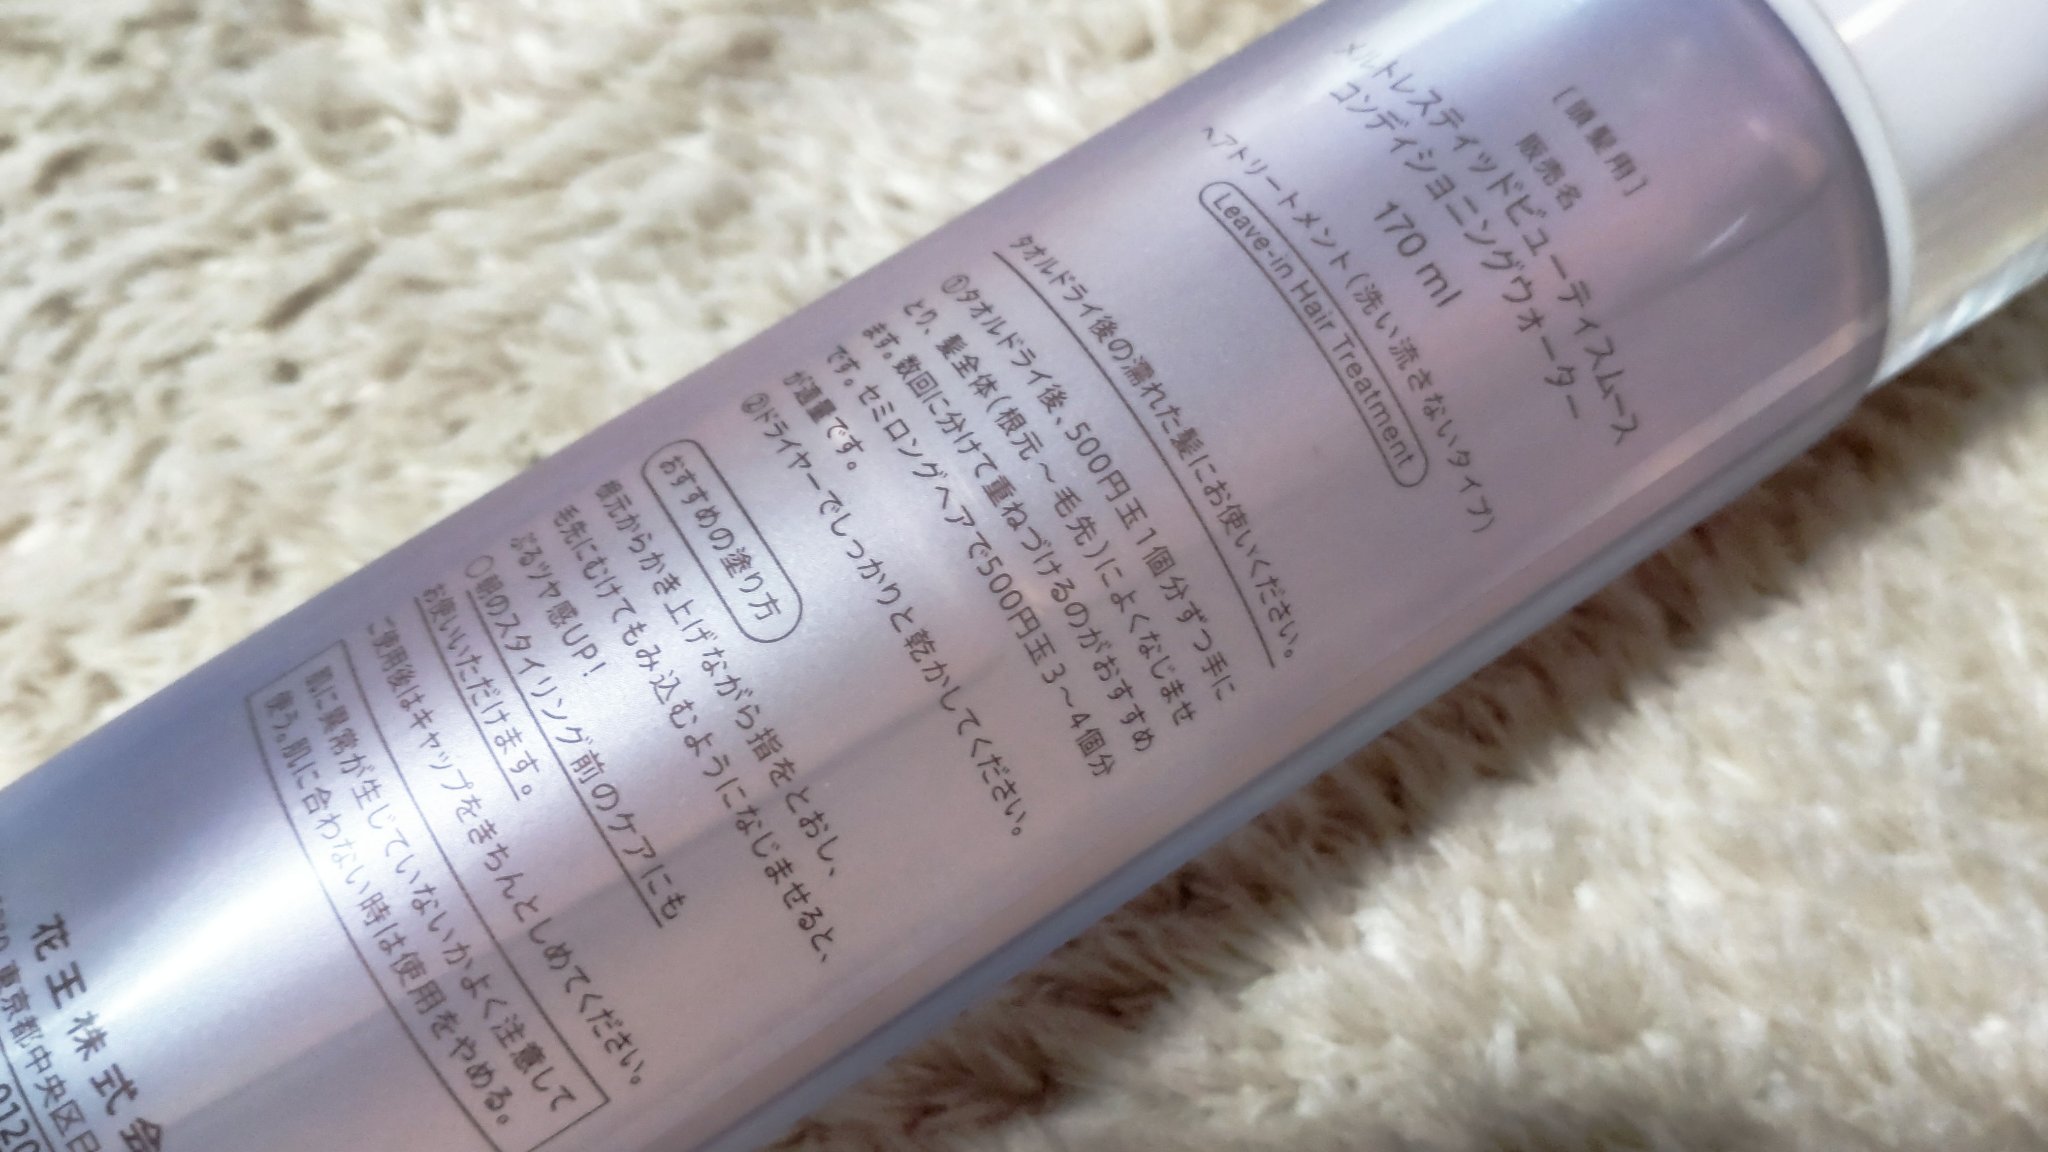 [頭髪用]
販売名
メルトレスティッドビューティスムース
コンディショニングウォーター
170 ml
ヘアトリートメント(洗い流さないタイプ)
Leave-in Hair Treatment
タオルドライ後の濡れた髪にお使いください。
①タオルドライ後、500円玉1個分ずつ手に
とり、髪全体(根元~毛先)によくなじませ
ます。数回に分けて重ねづけるのがおすすめ
です。セミロングヘアで500円玉3~4個分
が適量です。
②ドライヤーでしっかりと乾かしてください。
おすすめの塗り方
根元からかき上げながら指をとおし、
毛先にむけてもみ込むようになじませると、
ぷるツヤ感UP!
○朝のスタイリング前のケアにも
お使いいただけます。
ご使用後はキャップをきちんとしめてください。
肌に異常が生じていないかよく注意して
使う。肌に合わない時は使用をやめる。
花王株式会
東京都中央区日
0120